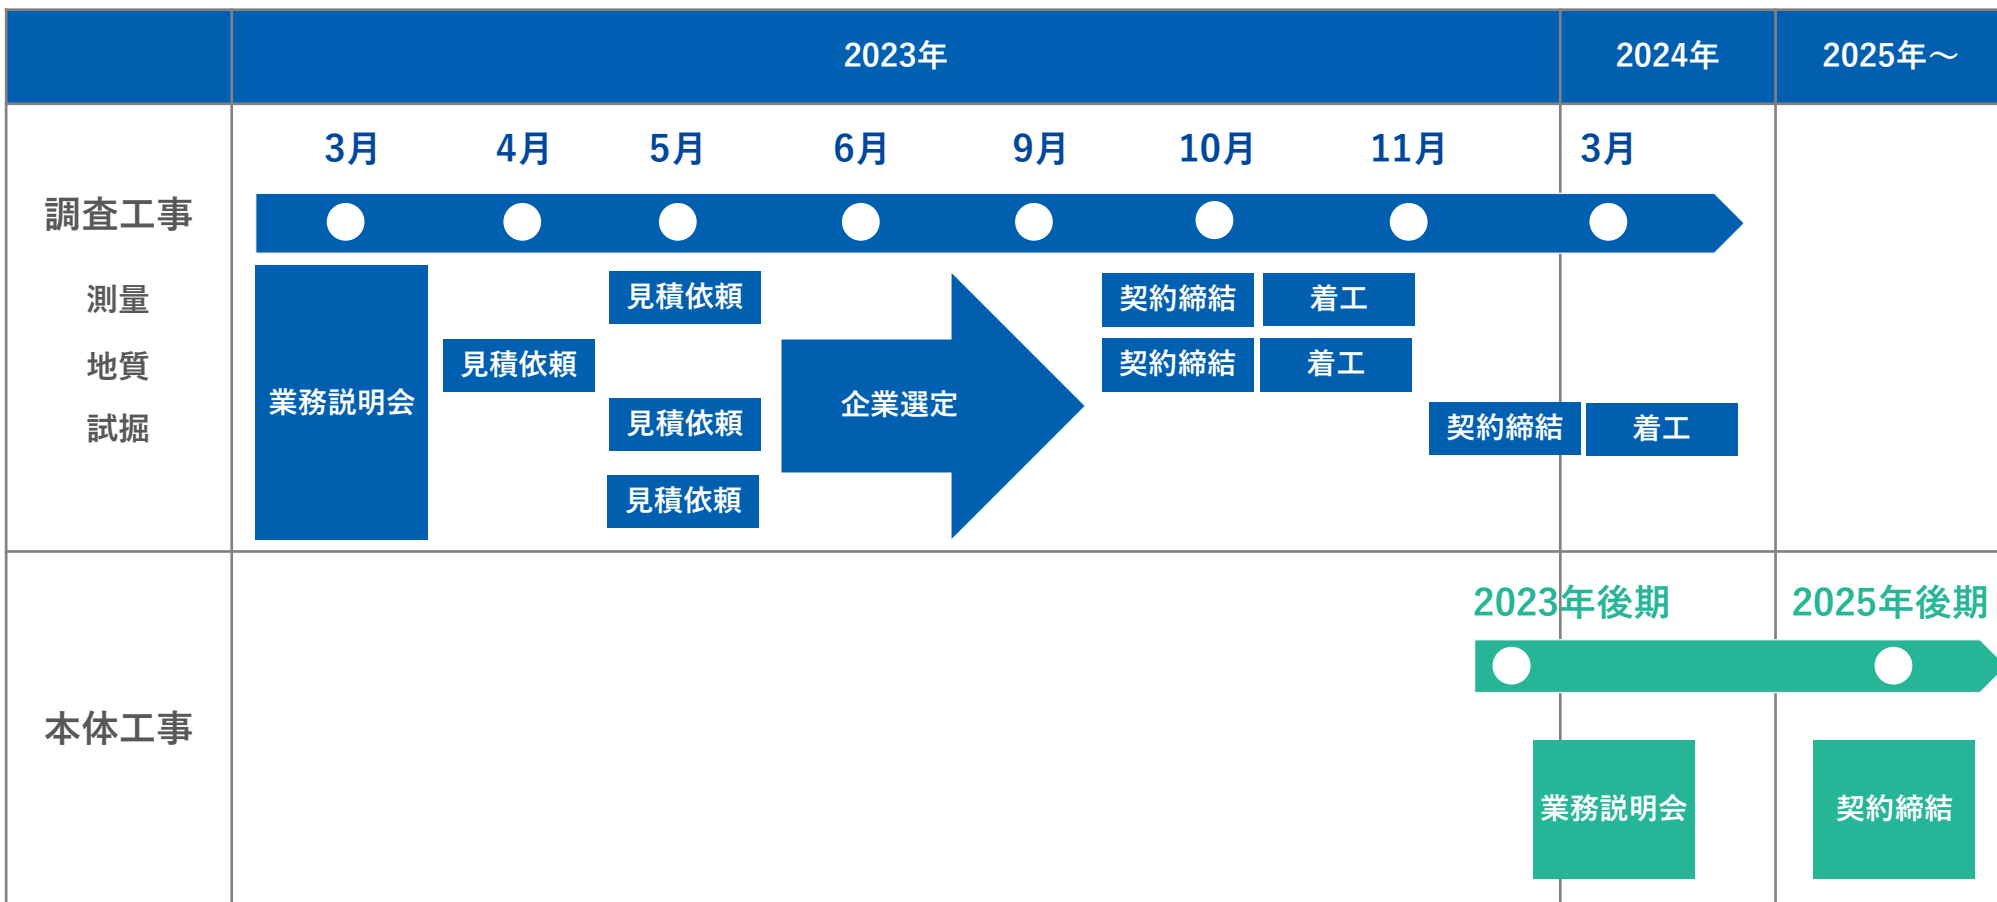 2023年
2024年
2025年～
3月
4月
5月
6月
9月
10月
11月
3月
調査工事
測量
見積依頼
契約締結
着工
地質
見積依頼
契約締結
着工
業務説明会
企業選定
試掘
見積依頼
契約締結
着工
見積依頼
2023年後期
2025年後期
本体工事
業務説明会
契約締結